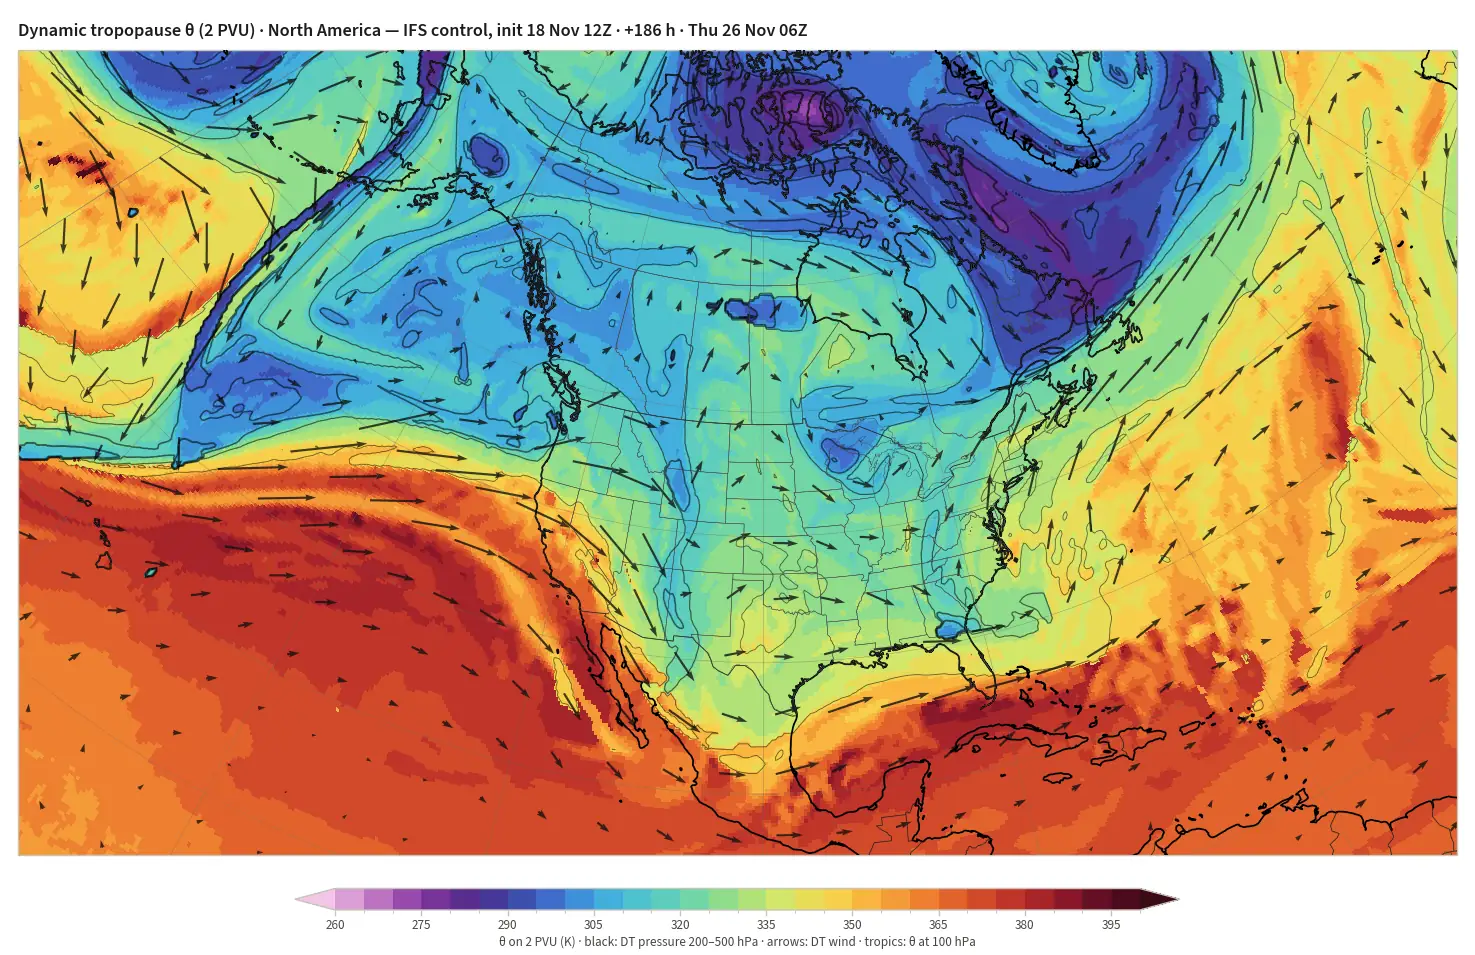 Dynamic tropopause θ (2 PVU) · North America — IFS control, init 18 Nov 12Z · +186 h · Thu 26 Nov 06Z
260 275 290 305 320 335 350 365 380 395
θ on 2 PVU (K) · black: DT pressure 200–500 hPa · arrows: DT wind · tropics: θ at 100 hPa